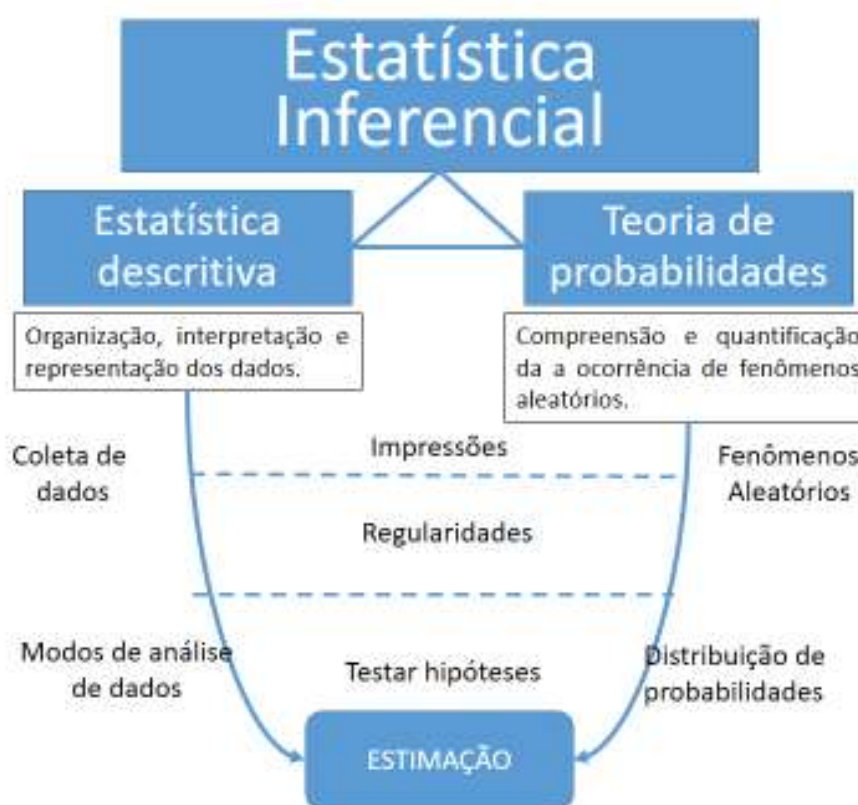 Estatística
Inferencial
Estatística
descritiva
Teoria de
probabilidades
Organização, interpretação e
representação dos dados.
Compreensão e quantificação
da a ocorrência de fenômenos
aleatórios.
Coleta de
dados
Impressões
Fenômenos
Aleatórios
Regularidades
Modos de análise
de dados
Testar hipóteses
Distribuição de
probabilidades
ESTIMAÇÃO